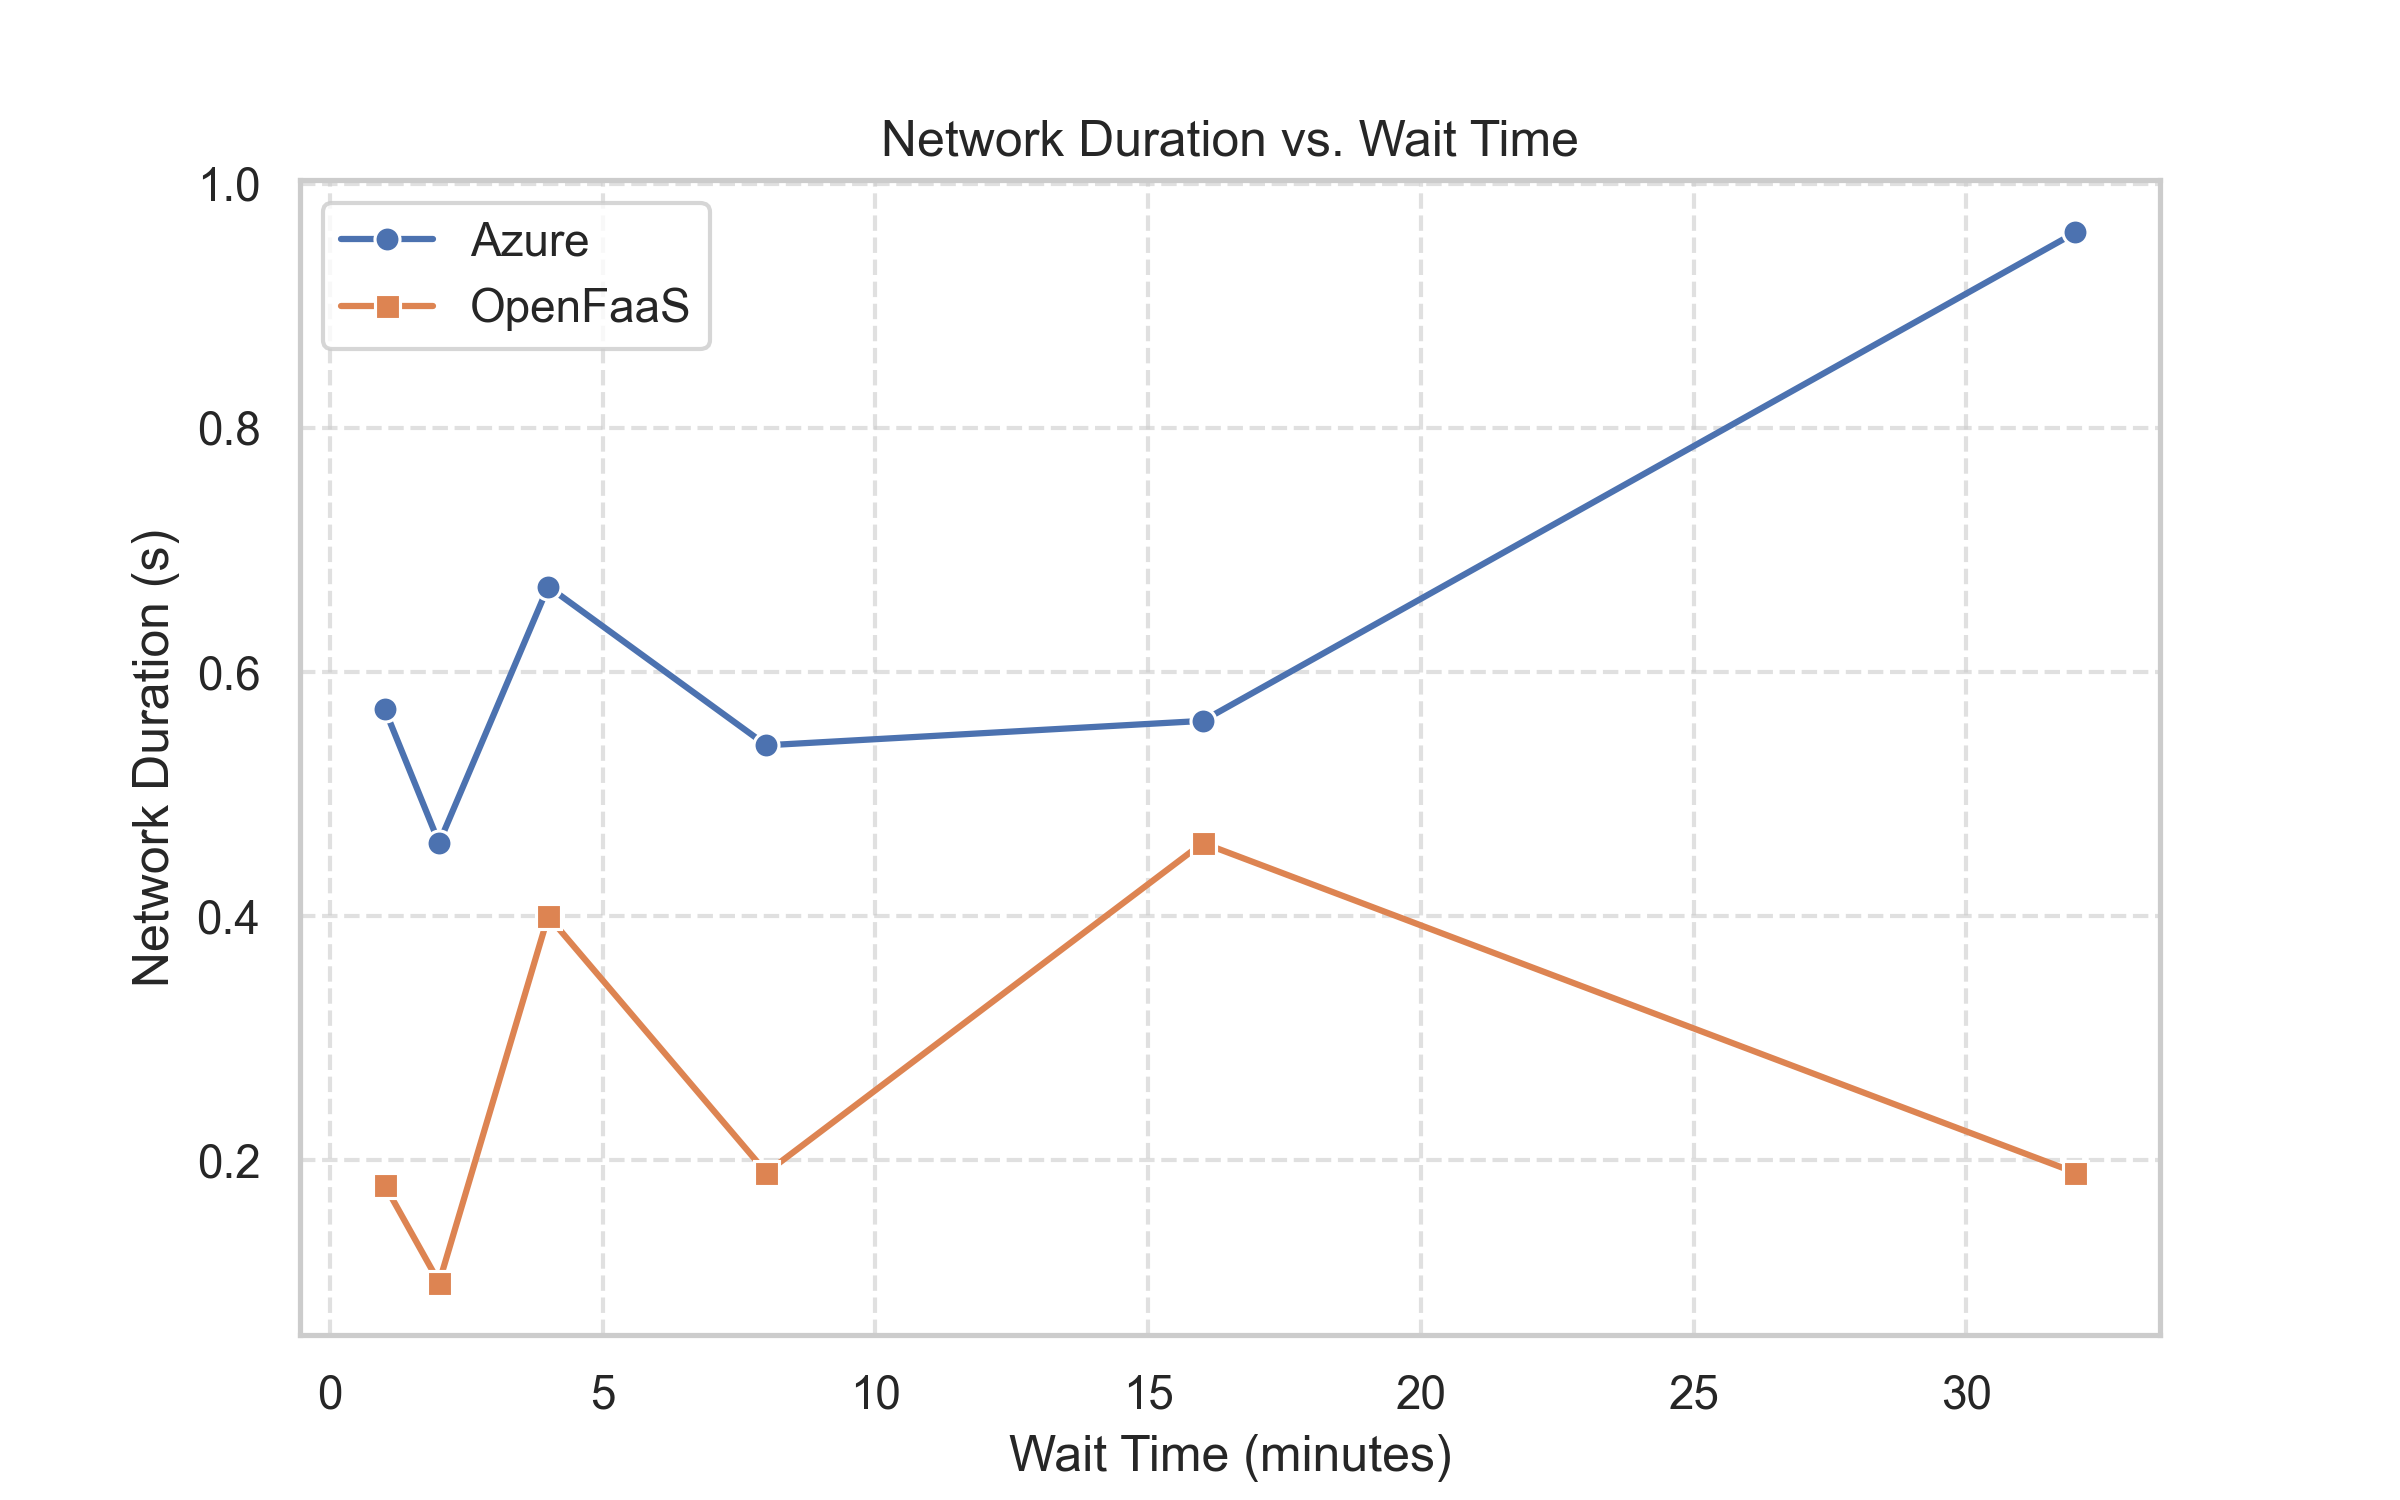 Network Duration vs. Wait Time
1.0
0.8
0.6
0.4
0.2
Network Duration (s)
Azure
OpenFaaS
0 5 10 15 20 25 30
Wait Time (minutes)